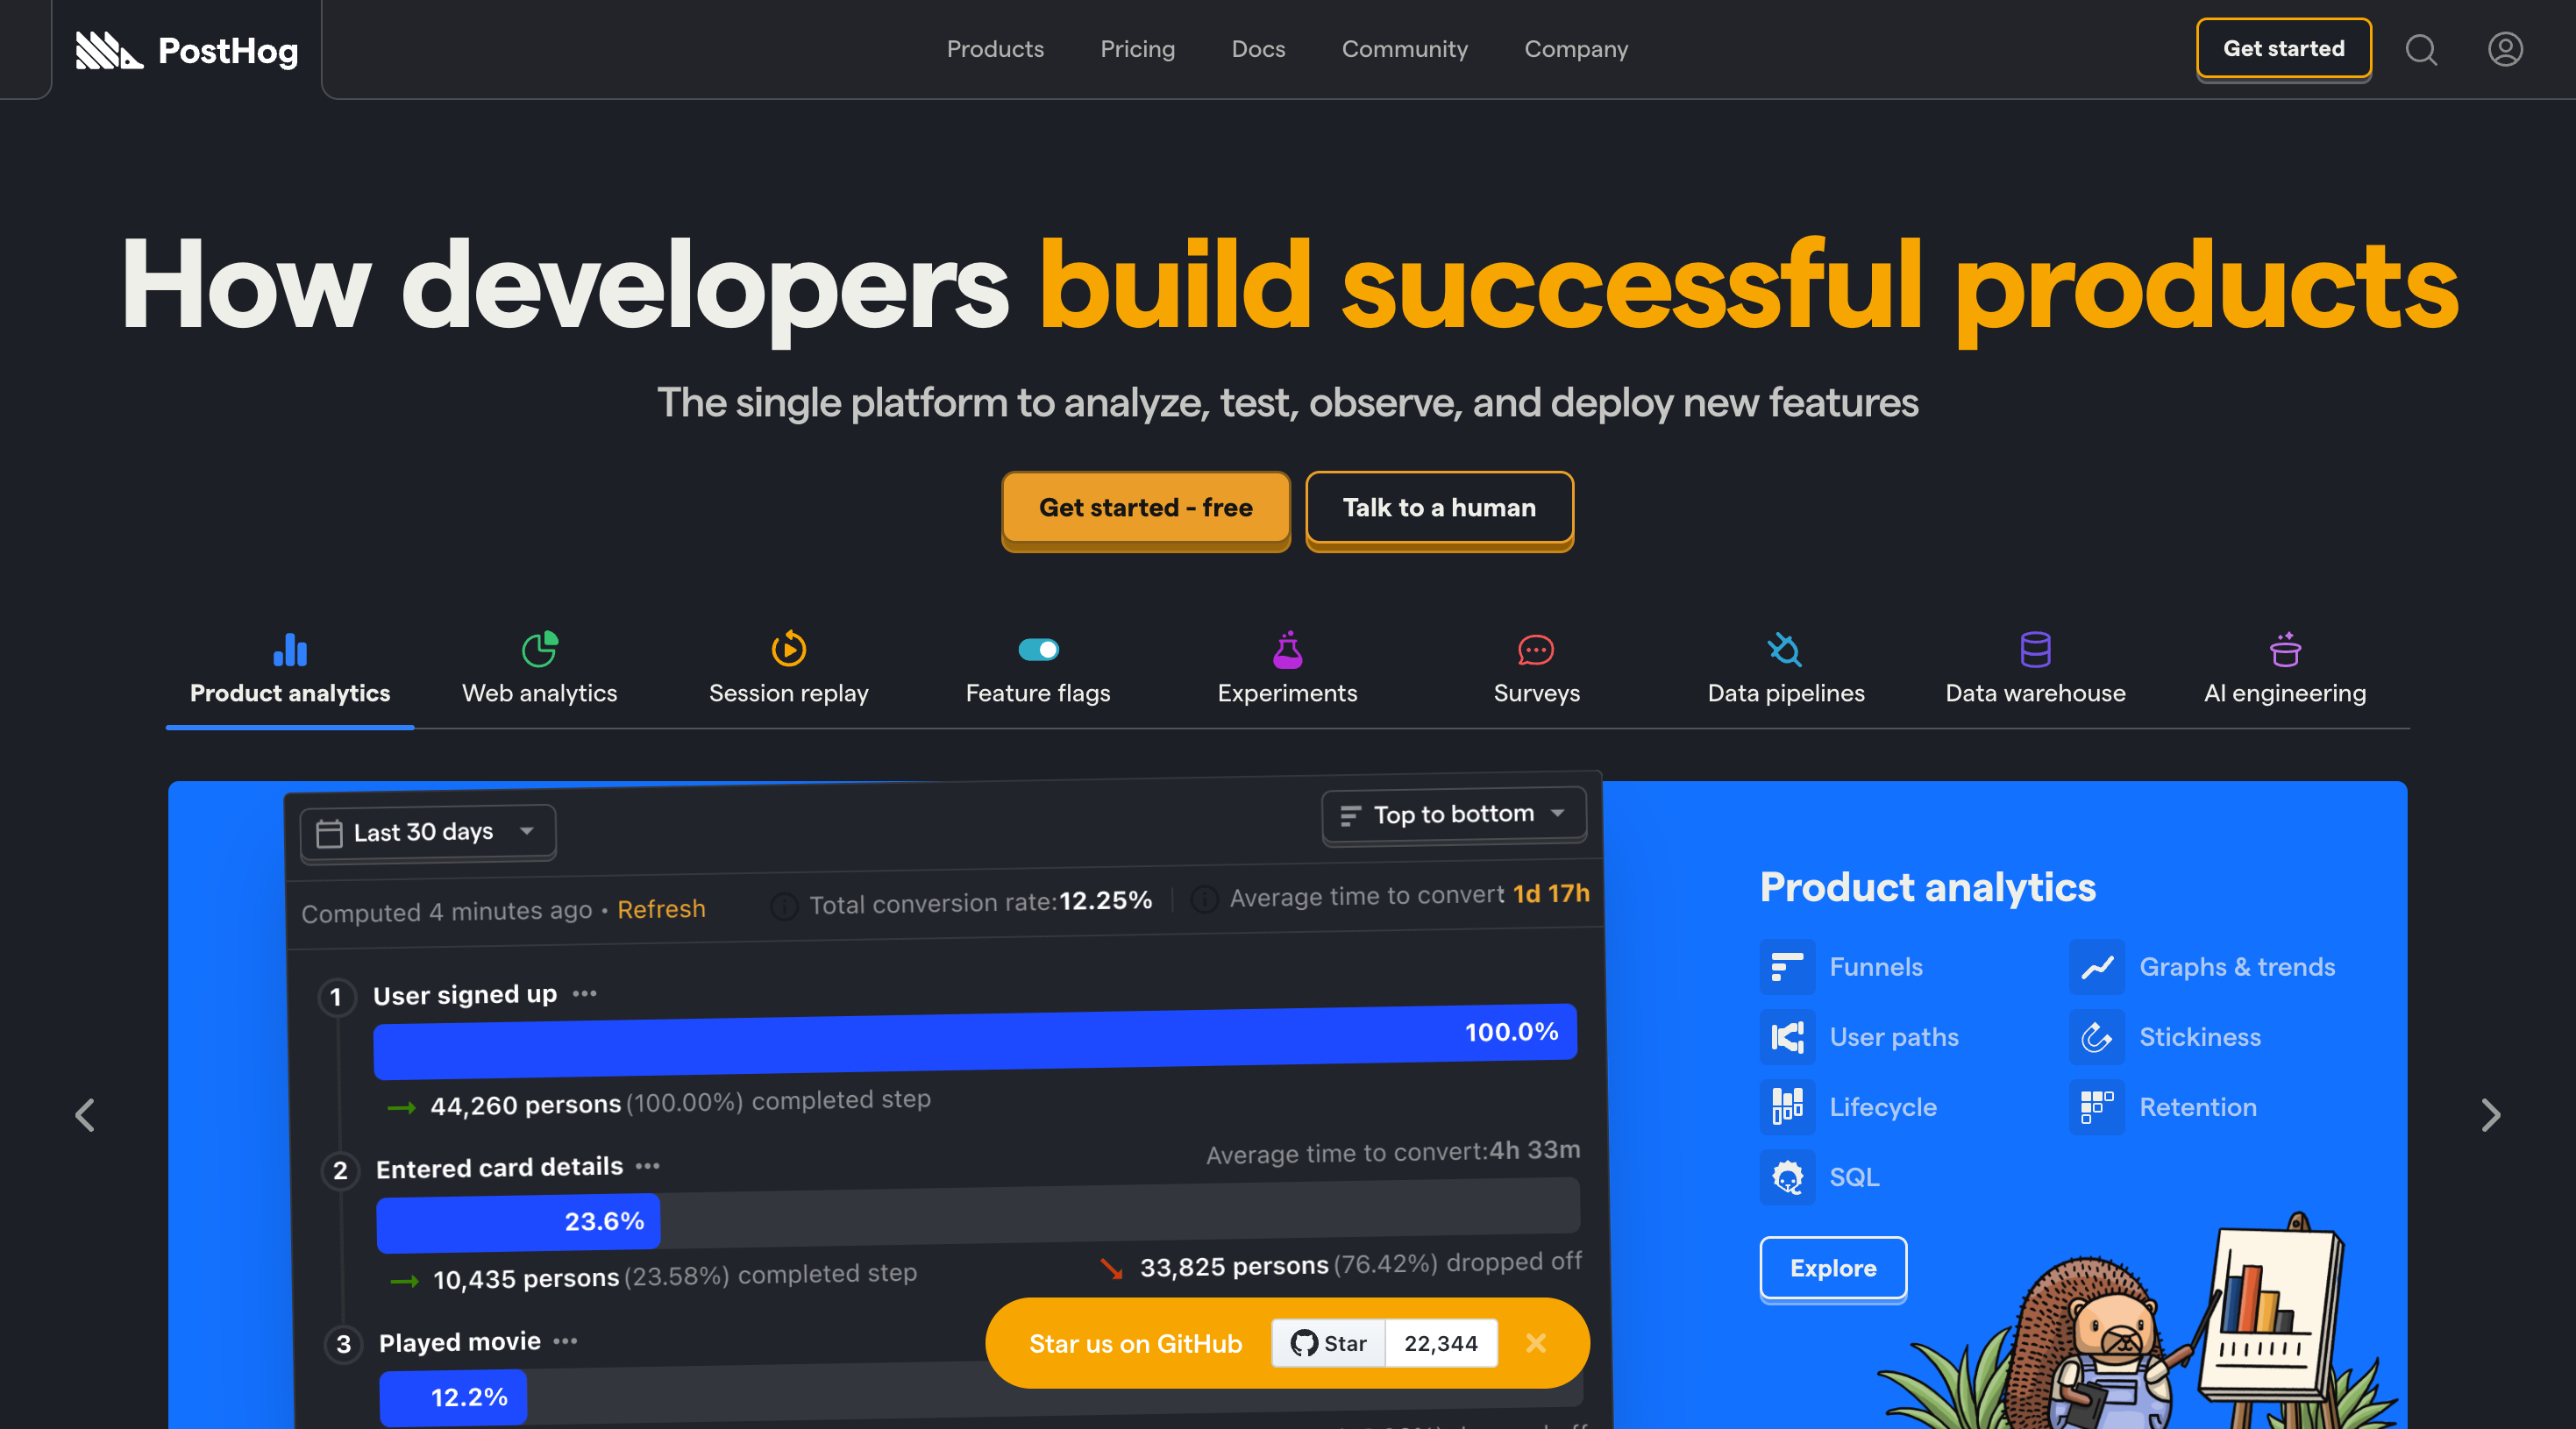 PostHog
Products Pricing Docs Community Company
Get started
How developers build successful products
The single platform to analyze, test, observe, and deploy new features
Get started - free
Talk to a human
Product analytics
Web analytics
Session replay
Feature flags
Experiments
Surveys
Data pipelines
Data warehouse
AI engineering
Last 30 days
Top to bottom
Computed 4 minutes ago • Refresh
Total conversion rate:12.25%
Average time to convert 1d 17h
1 User signed up •••
100.0%
→ 44,260 persons (100.00%) completed step
2 Entered card details •••
Average time to convert:4h 33m
23.6%
→ 10,435 persons (23.58%) completed step
33,825 persons (76.42%) dropped off
3 Played movie •••
12.2%
Product analytics
Funnels
Graphs & trends
User paths
Stickiness
Lifecycle
Retention
SQL
Explore
Star us on GitHub
Star 22,344